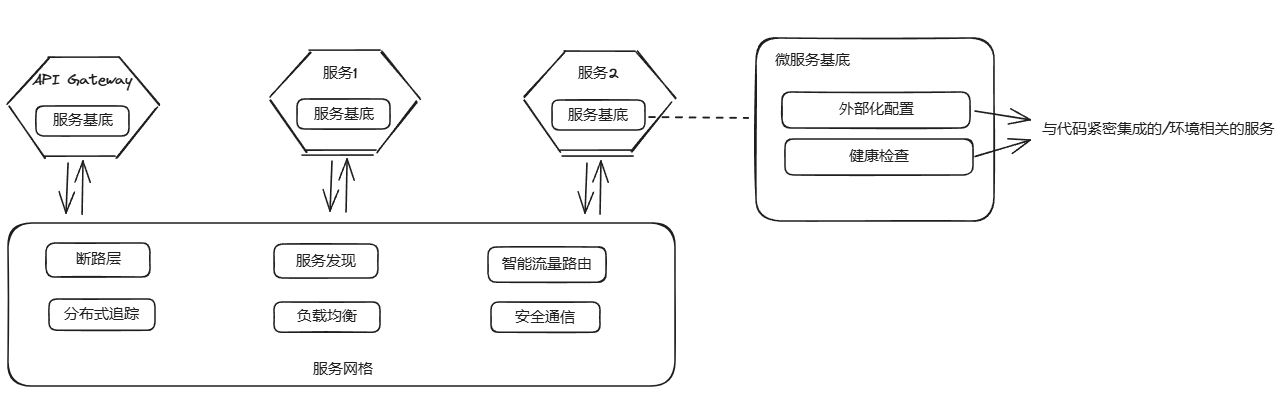 API Gateway
服务基底
服务1
服务基底
服务2
服务基底
微服务基底
外部化配置
健康检查
与代码紧密集成的/环境相关的服务
断路层
服务发现
智能流量路由
分布式追踪
负载均衡
安全通信
服务网格